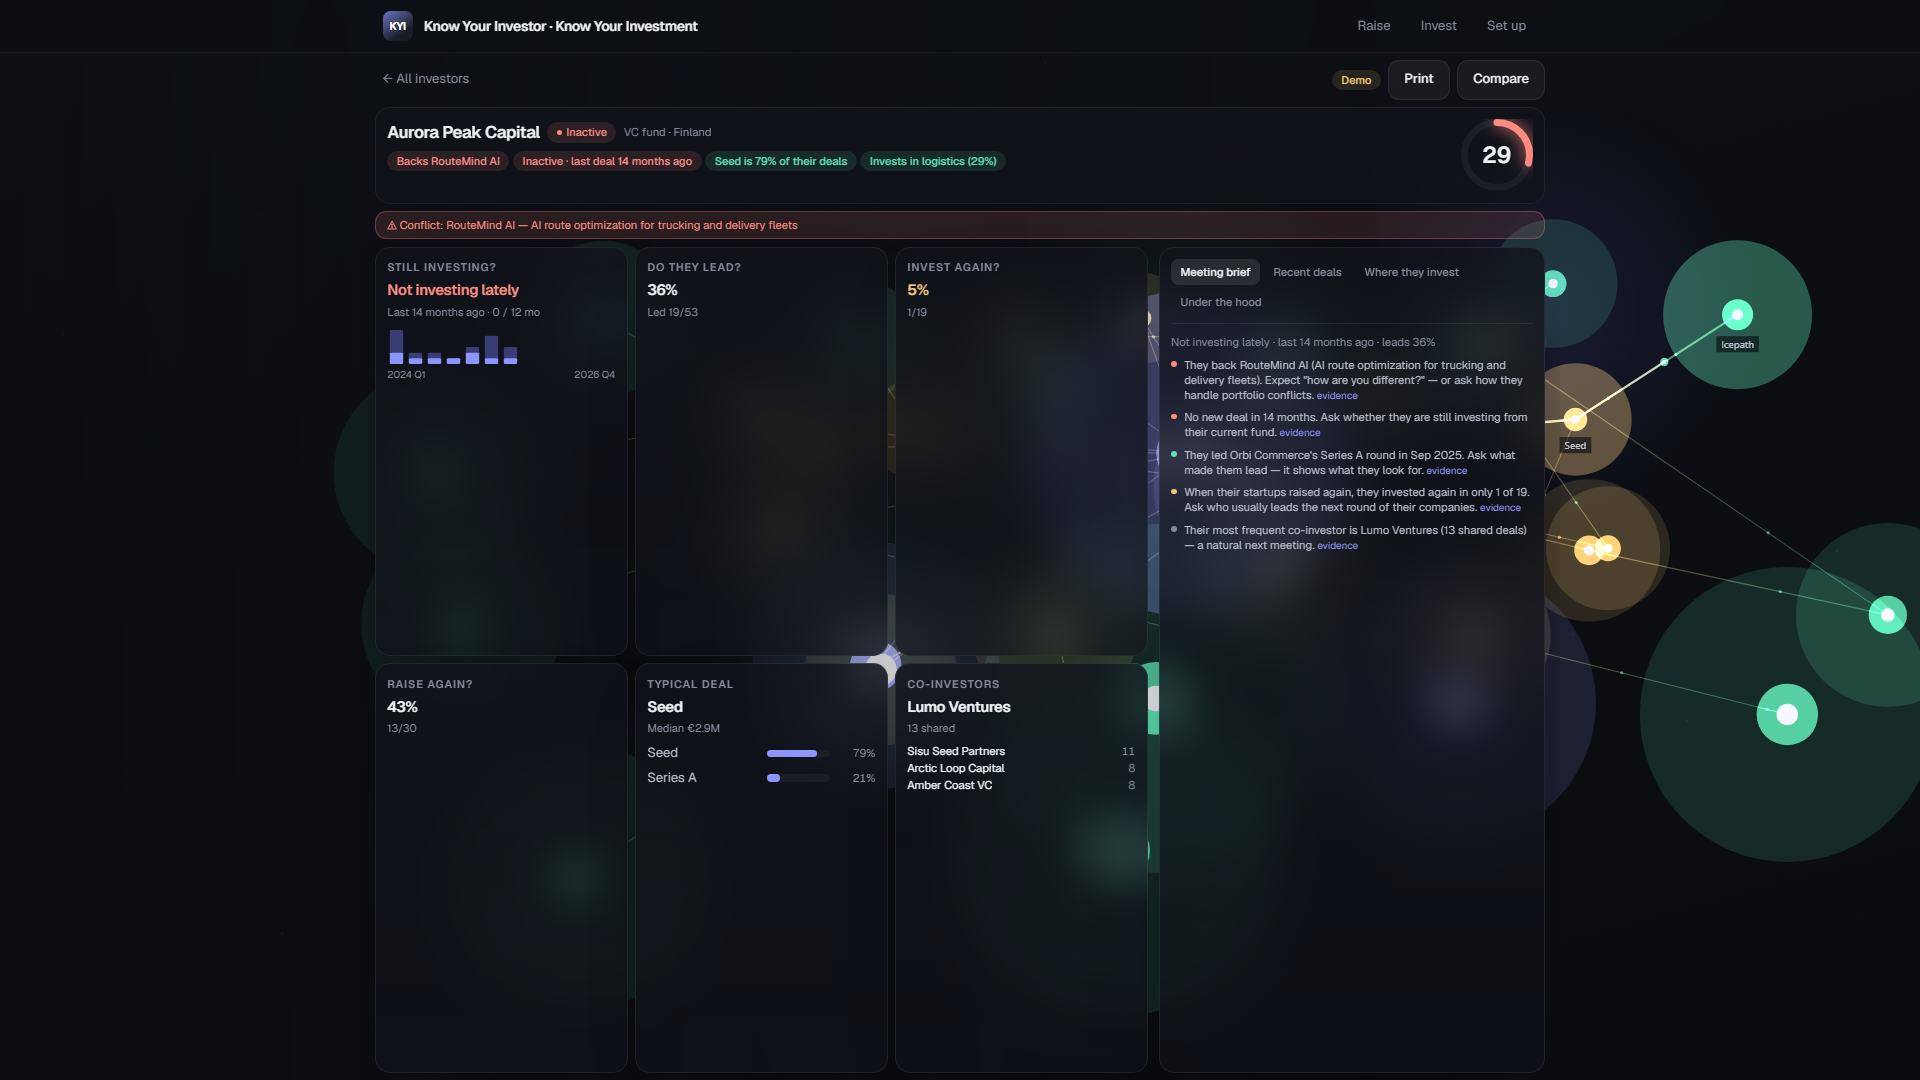 KYI Know Your Investor · Know Your Investment
Raise Invest Set up
← All investors
Demo Print Compare
Aurora Peak Capital • Inactive VC fund · Finland
Backs RouteMind AI Inactive · last deal 14 months ago Seed is 79% of their deals Invests in logistics (29%)
29
⚠ Conflict: RouteMind AI — AI route optimization for trucking and delivery fleets
STILL INVESTING?
Not investing lately
Last 14 months ago · 0 / 12 mo
2024 Q1 2026 Q4
DO THEY LEAD?
36%
Led 19/53
INVEST AGAIN?
5%
1/19
RAISE AGAIN?
43%
13/30
TYPICAL DEAL
Seed
Median €2.9M
Seed 79%
Series A 21%
CO-INVESTORS
Lumo Ventures
13 shared
Sisu Seed Partners 11
Arctic Loop Capital 8
Amber Coast VC 8
Meeting brief Recent deals Where they invest
Under the hood
Not investing lately · last 14 months ago · leads 36%
They back RouteMind AI (AI route optimization for trucking and
delivery fleets). Expect "how are you different?" — or ask how they
handle portfolio conflicts. evidence
No new deal in 14 months. Ask whether they are still investing from
their current fund. evidence
They led Orbi Commerce's Series A round in Sep 2025. Ask what
made them lead — it shows what they look for. evidence
When their startups raised again, they invested again in only 1 of 19.
Ask who usually leads the next round of their companies. evidence
Their most frequent co-investor is Lumo Ventures (13 shared deals)
— a natural next meeting. evidence
Icepath
Seed